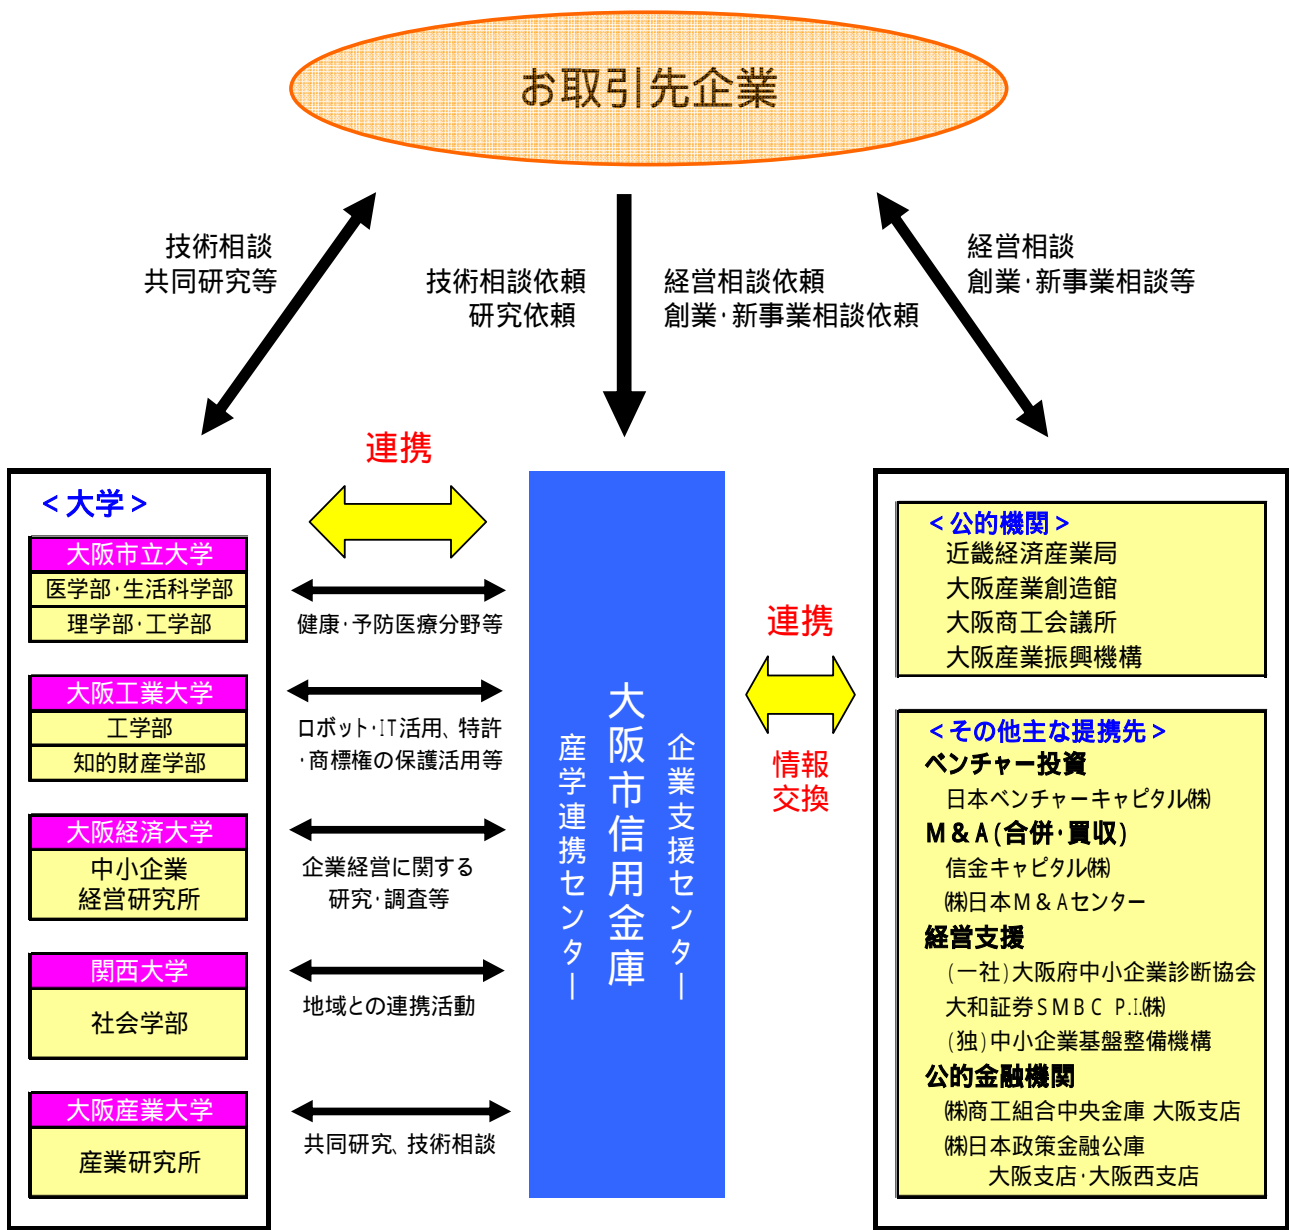 お取引先企業
技術相談
共同研究等
技術相談依頼
研究依頼
経営相談依頼
創業・新事業相談依頼
経営相談
創業・新事業相談等
連携
<大学>
大阪市立大学
医学部・生活科学部
理学部・工学部
大阪工業大学
工学部
知的財産学部
大阪経済大学
中小企業
経営研究所
関西大学
社会学部
大阪産業大学
産業研究所
健康・予防医療分野等
ロボット・IT活用、特許
・商標権の保護活用等
企業経営に関する
研究・調査等
地域との連携活動
共同研究、技術相談
産学連携センター
大阪市信用金庫
企業支援センター
連携
情報
交換
<公的機関>
近畿経済産業局
大阪産業創造館
大阪商工会議所
大阪産業振興機構
<その他主な提携先>
ベンチャー投資
日本ベンチャーキャピタル㈱
M&A(合併・買収)
信金キャピタル㈱
㈱日本M&Aセンター
経営支援
(一社)大阪府中小企業診断協会
大和証券SMBC P.I.㈱
(独)中小企業基盤整備機構
公的金融機関
㈱商工組合中央金庫 大阪支店
㈱日本政策金融公庫
大阪支店・大阪西支店